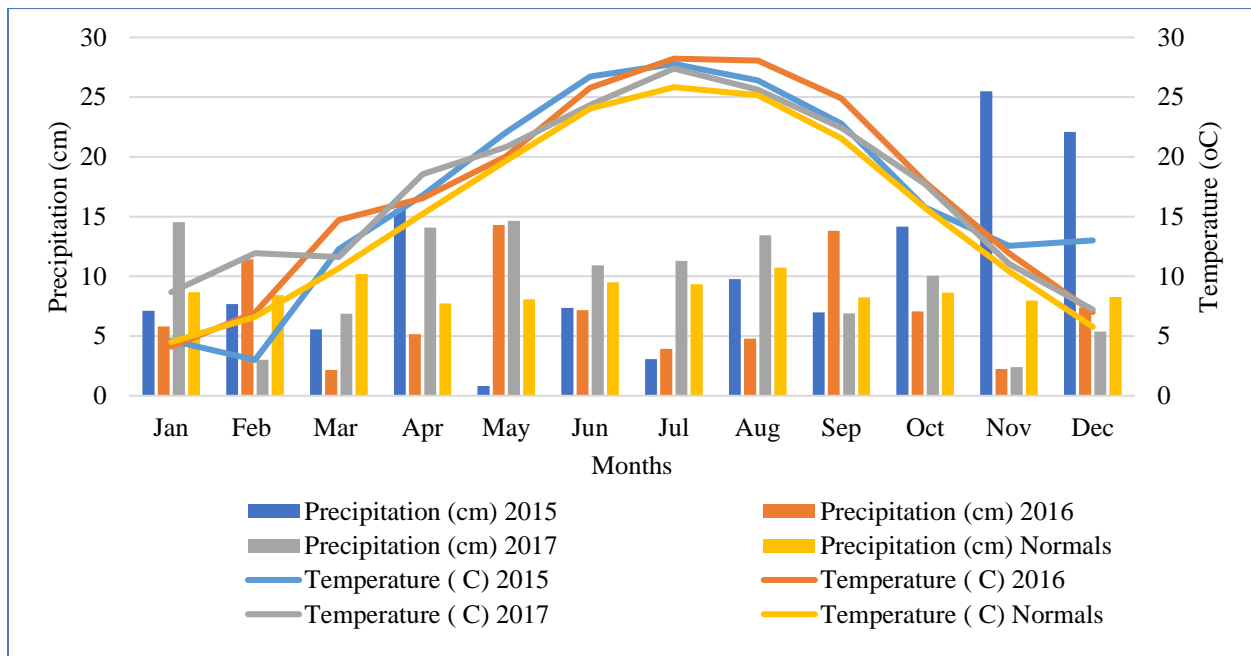 Precipitation (cm)
30
25
20
15
10
5
0
30
25
20
15
10
5
0
Temperature (oC)
Jan Feb Mar Apr May Jun Jul Aug Sep Oct Nov Dec
Months
Precipitation (cm) 2015 Precipitation (cm) 2016
Precipitation (cm) 2017 Precipitation (cm) Normals
Temperature ( C) 2015 Temperature ( C) 2016
Temperature ( C) 2017 Temperature ( C) Normals